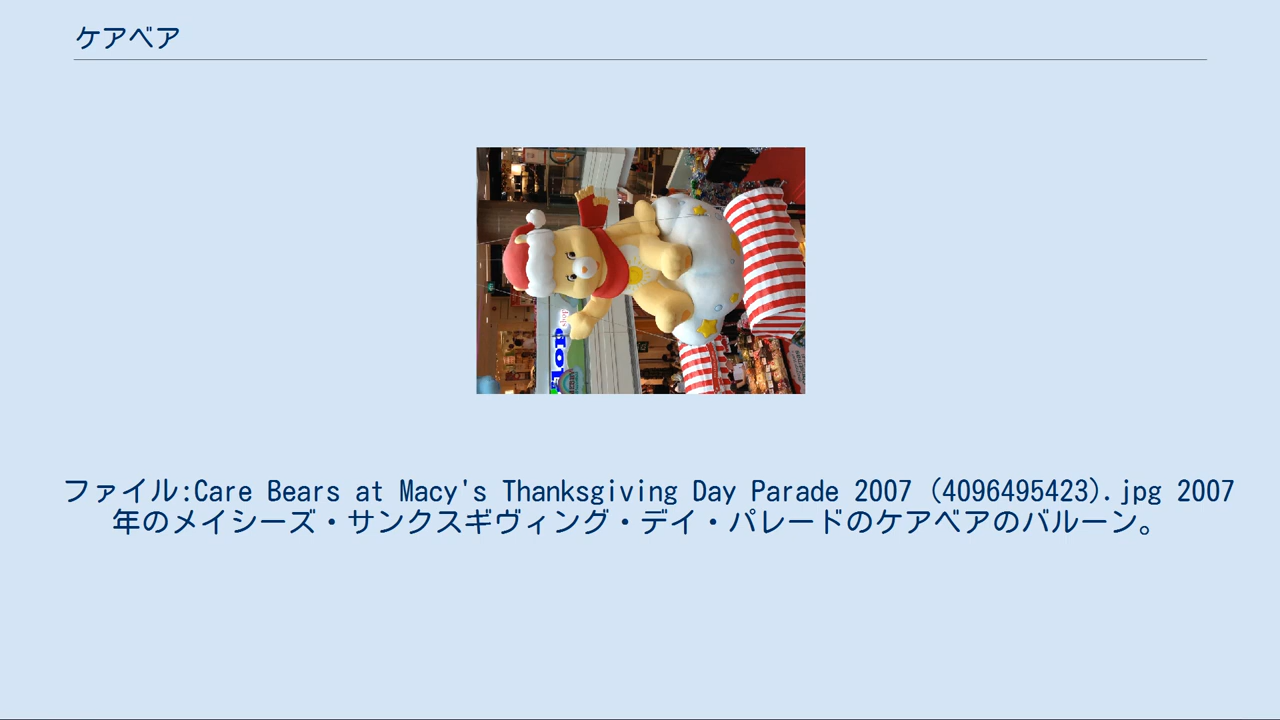 ケアベア
ファイル:Care Bears at Macy's Thanksgiving Day Parade 2007 (4096495423).jpg 2007
年のメイシーズ・サンクスギヴィング・デイ・パレードのケアベアのバルーン。